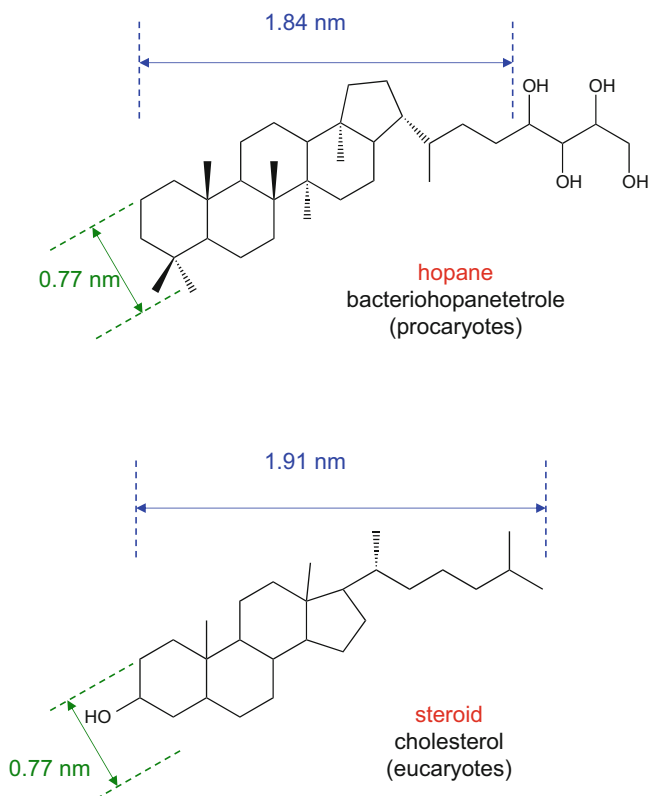 1.84 nm
OH
OH
OH
OH
0.77 nm
hopane
bacteriohopanetetrole
(procaryotes)
1.91 nm
HO
0.77 nm
steroid
cholesterol
(eucaryotes)